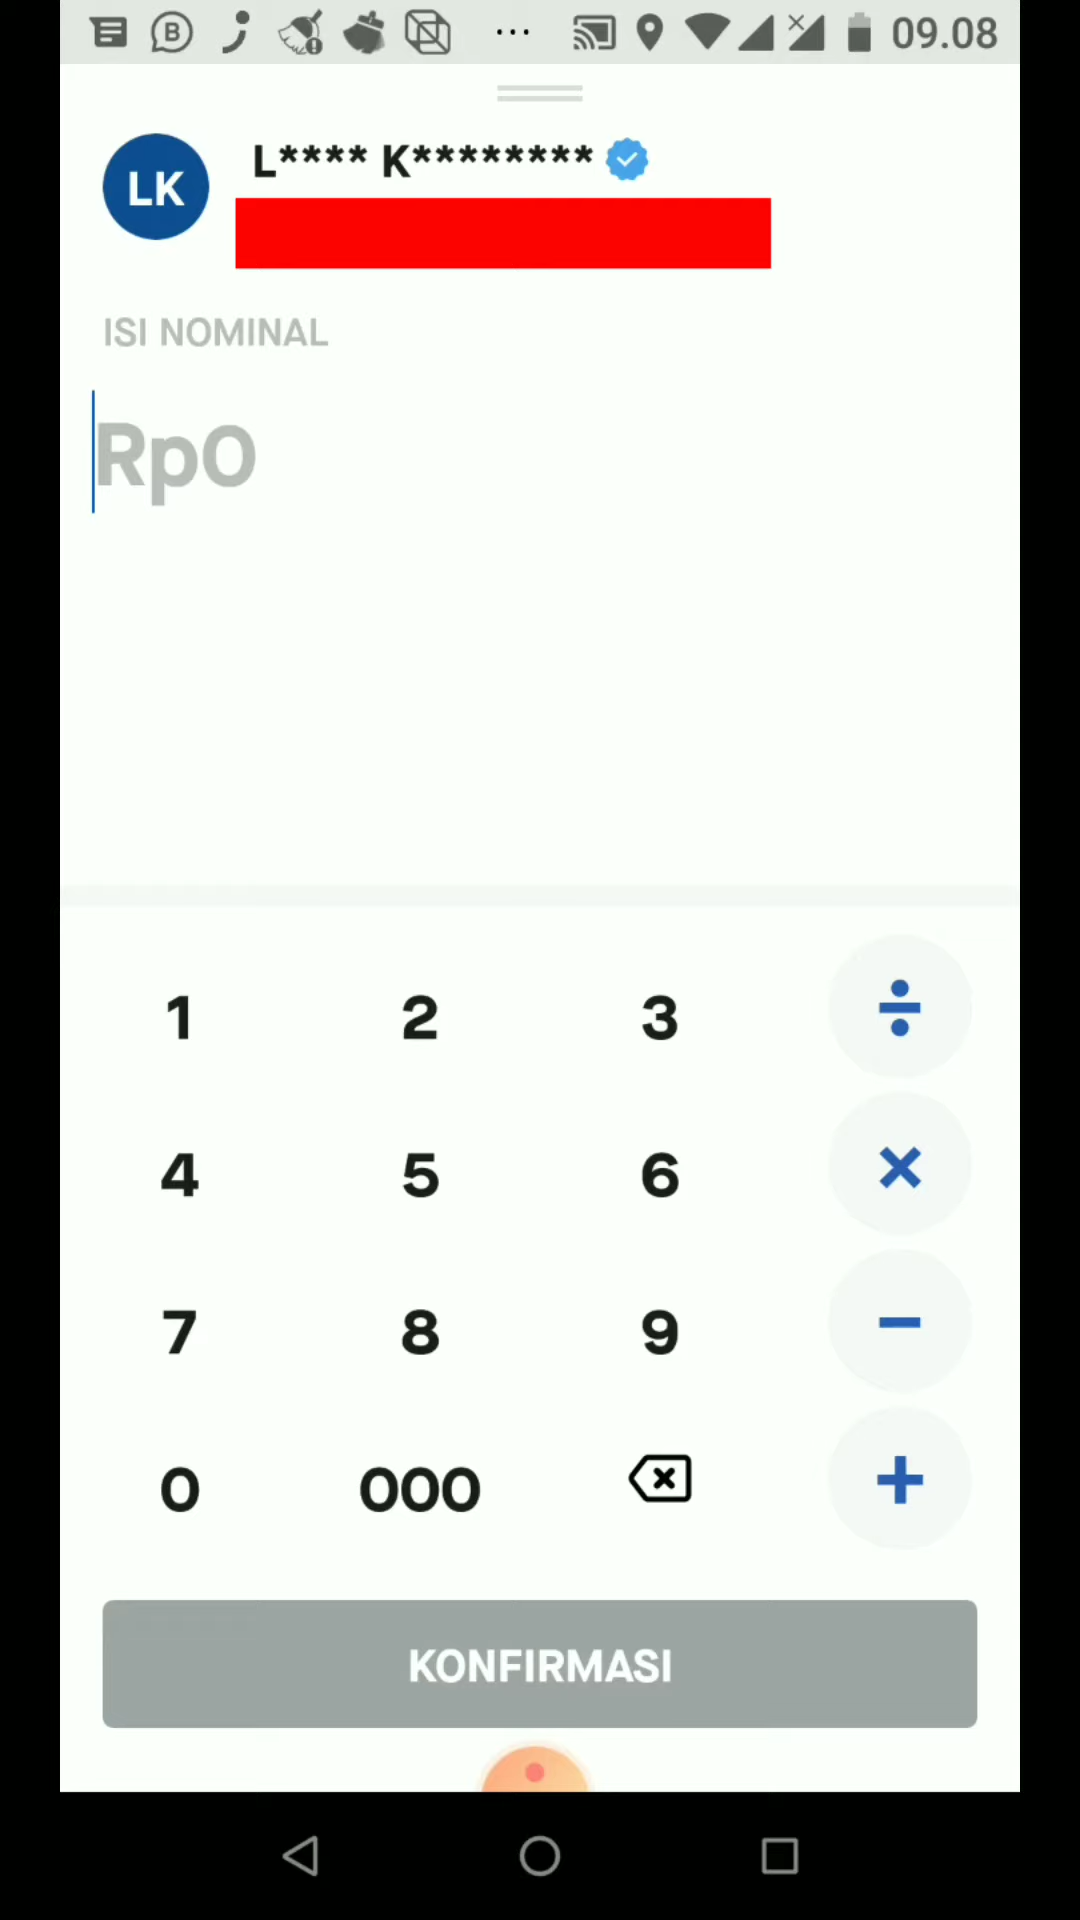 09.08
LK
L**** K********
ISI NOMINAL
Rp0
1 2 3 ÷
4 5 6 ×
7 8 9 −
0 000 +
KONFIRMASI